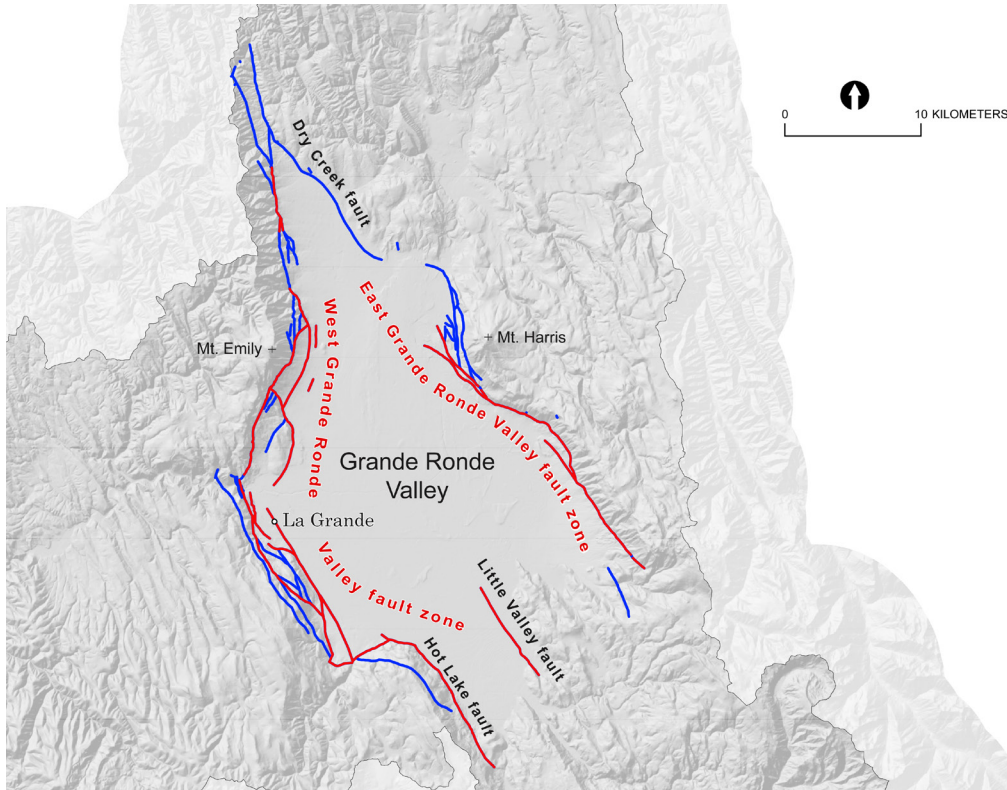 Dry Creek fault
0 10 KILOMETERS
East Grande Ronde Valley fault zone
West Grande Ronde
Mt. Emily
Mt. Harris
Grande Ronde
Valley
La Grande
Valley fault zone
Little Valley fault
Hot Lake fault